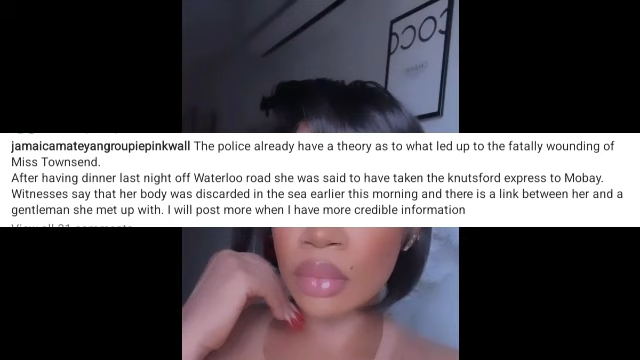 COCO
jamaicamateyangroupiepinkwall The police already have a theory as to what led up to the fatally wounding of
Miss Townsend.
After having dinner last night off Waterloo road she was said to have taken the knutsford express to Mobay.
Witnesses say that her body was discarded in the sea earlier this morning and there is a link between her and a
gentleman she met up with. I will post more when I have more credible information